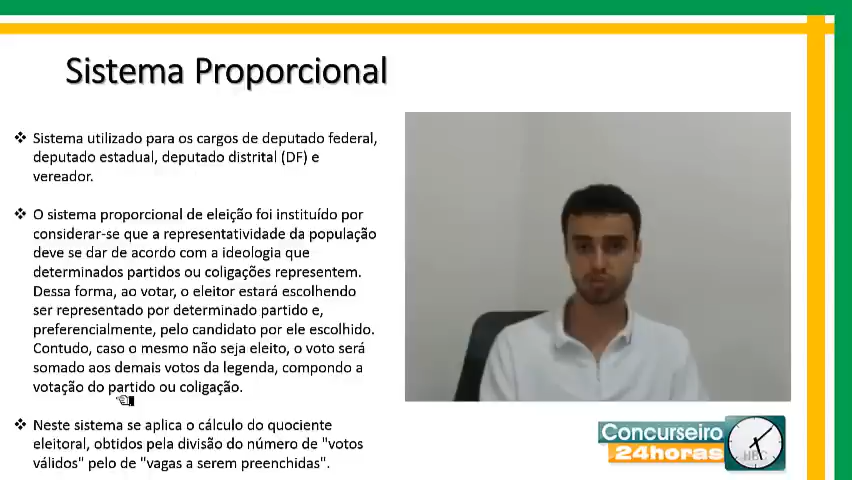 Sistema Proporcional
❖ Sistema utilizado para os cargos de deputado federal,
deputado estadual, deputado distrital (DF) e
vereador.
❖ O sistema proporcional de eleição foi instituído por
considerar-se que a representatividade da população
deve se dar de acordo com a ideologia que
determinados partidos ou coligações representem.
Dessa forma, ao votar, o eleitor estará escolhendo
ser representado por determinado partido e,
preferencialmente, pelo candidato por ele escolhido.
Contudo, caso o mesmo não seja eleito, o voto será
somado aos demais votos da legenda, compondo a
votação do partido ou coligação.
❖ Neste sistema se aplica o cálculo do quociente
eleitoral, obtidos pela divisão do número de "votos
válidos" pelo de "vagas a serem preenchidas".
Concurseiro
24horas